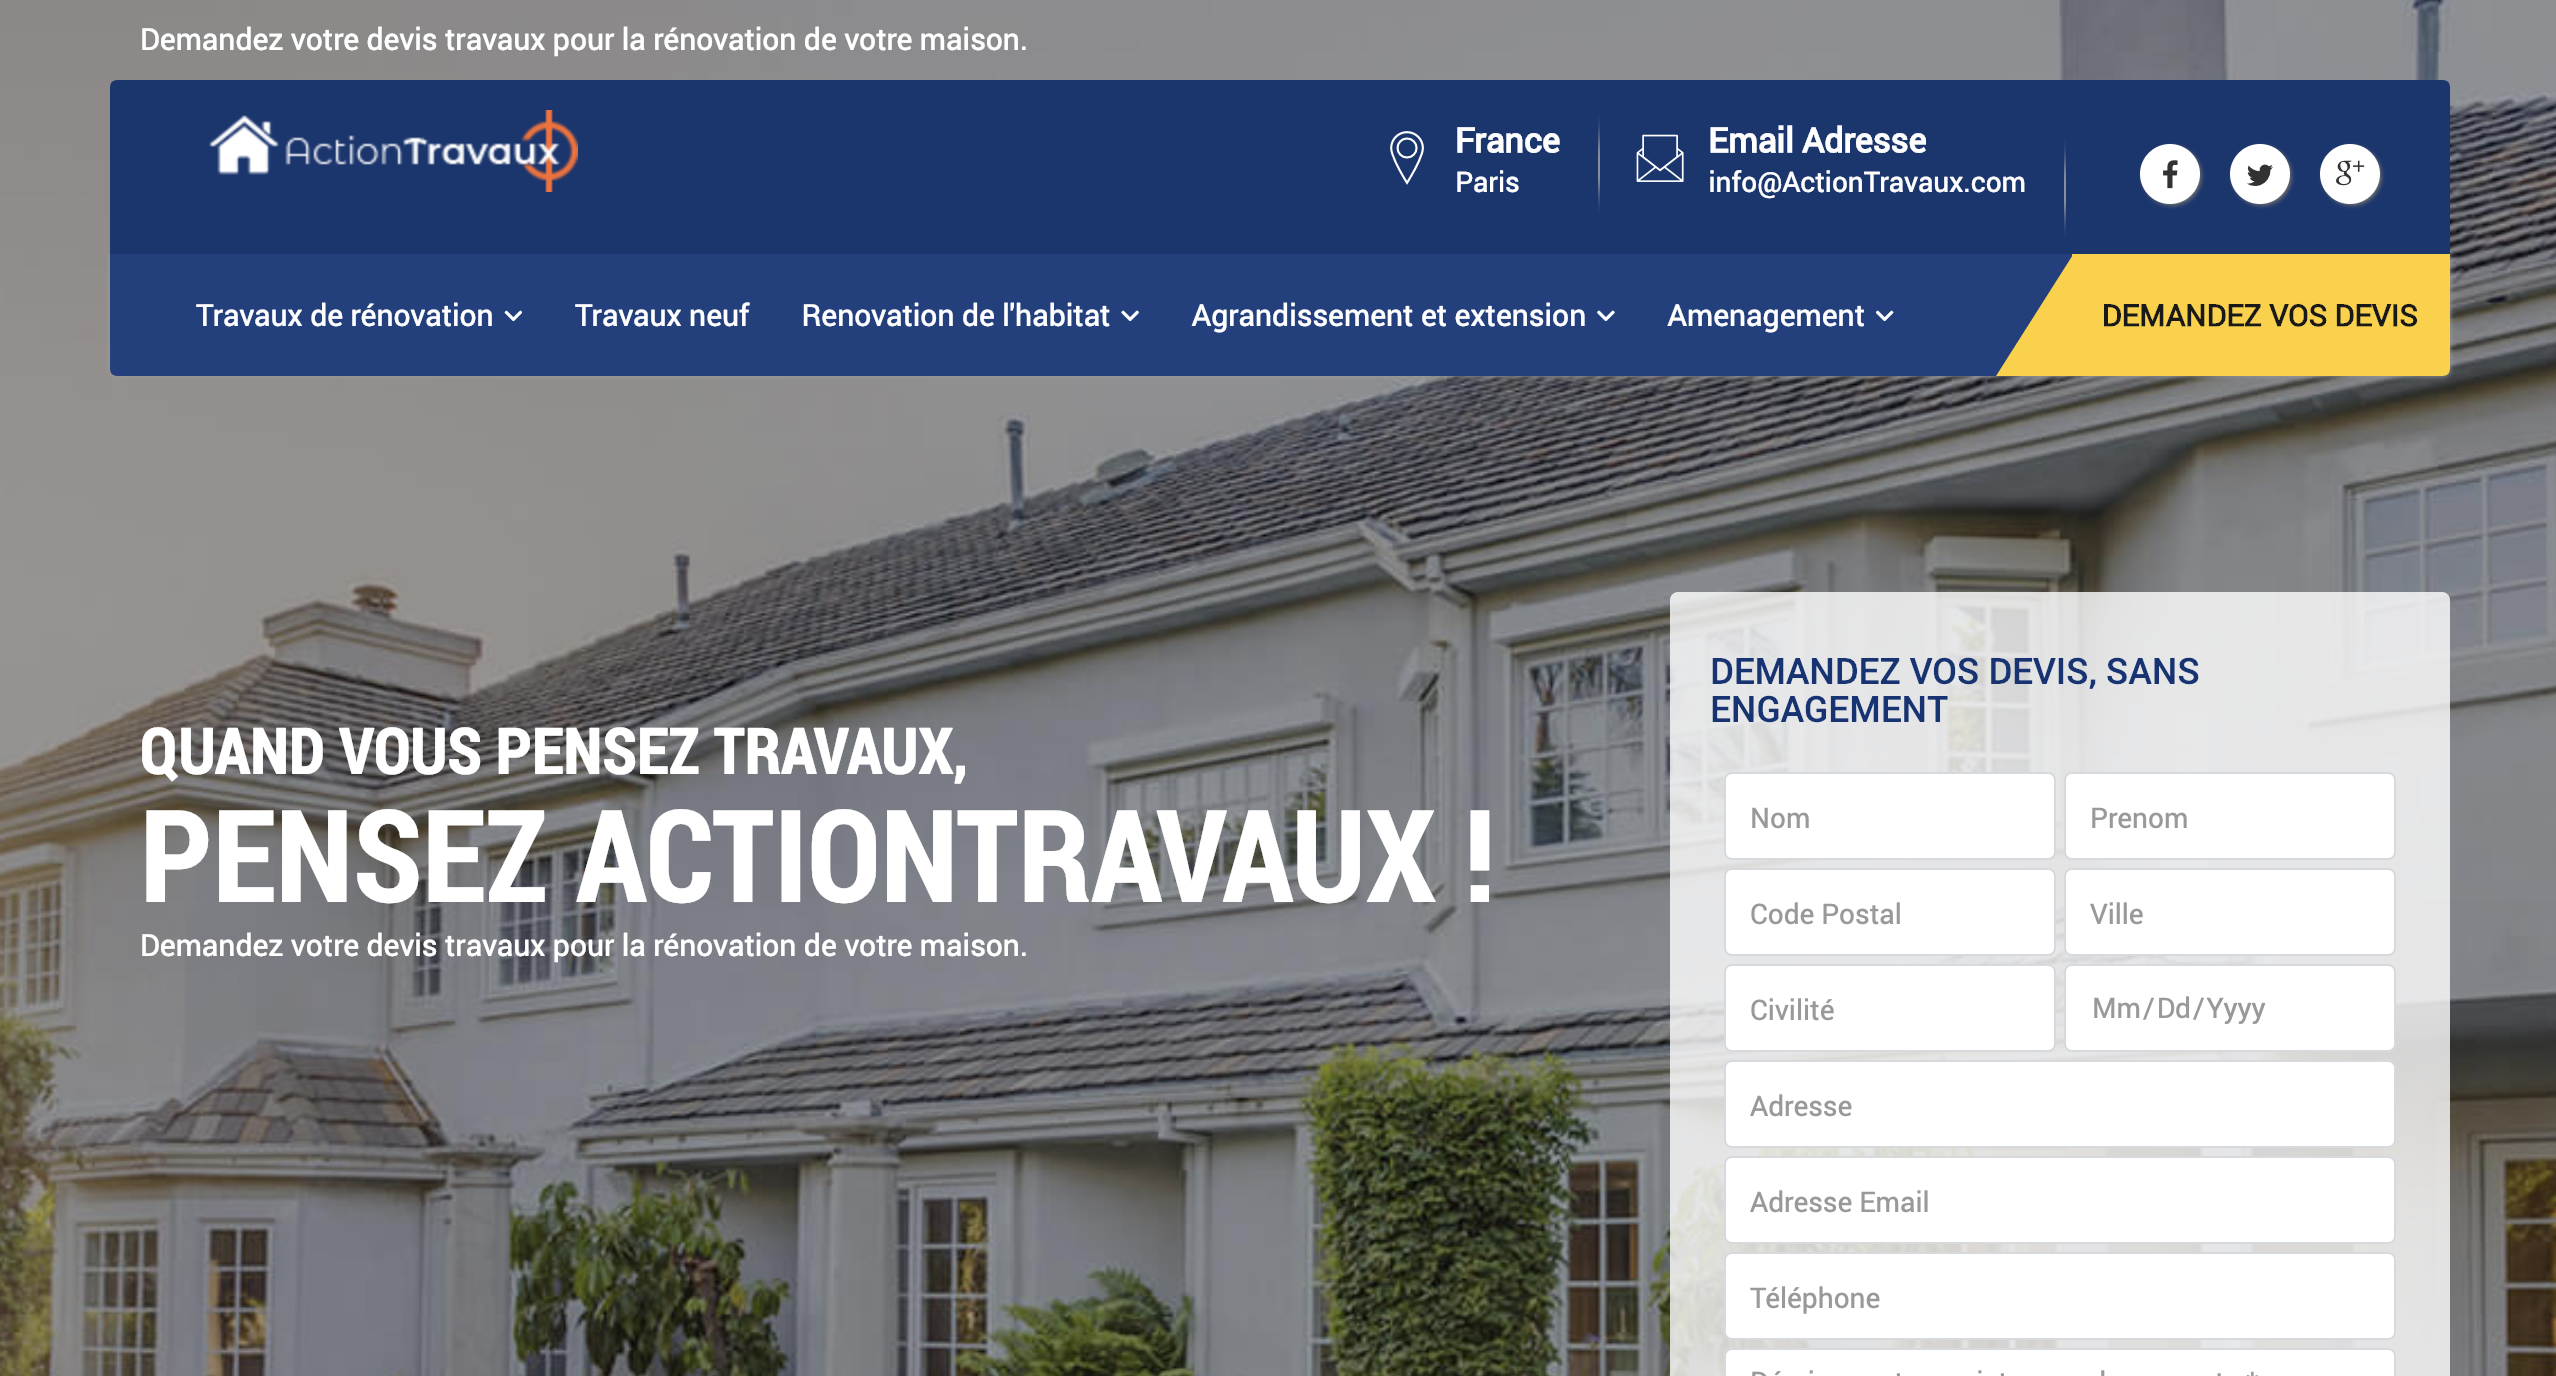 Demandez votre devis travaux pour la rénovation de votre maison.
ActionTravaux
France
Paris
Email Adresse
info@ActionTravaux.com
f
g+
Travaux de rénovation
Travaux neuf
Renovation de l'habitat
Agrandissement et extension
Amenagement
DEMANDEZ VOS DEVIS
QUAND VOUS PENSEZ TRAVAUX,
PENSEZ ACTIONTRAVAUX !
Demandez votre devis travaux pour la rénovation de votre maison.
DEMANDEZ VOS DEVIS, SANS
ENGAGEMENT
Nom
Prenom
Code Postal
Ville
Civilité
Mm/Dd/Yyyy
Adresse
Adresse Email
Téléphone